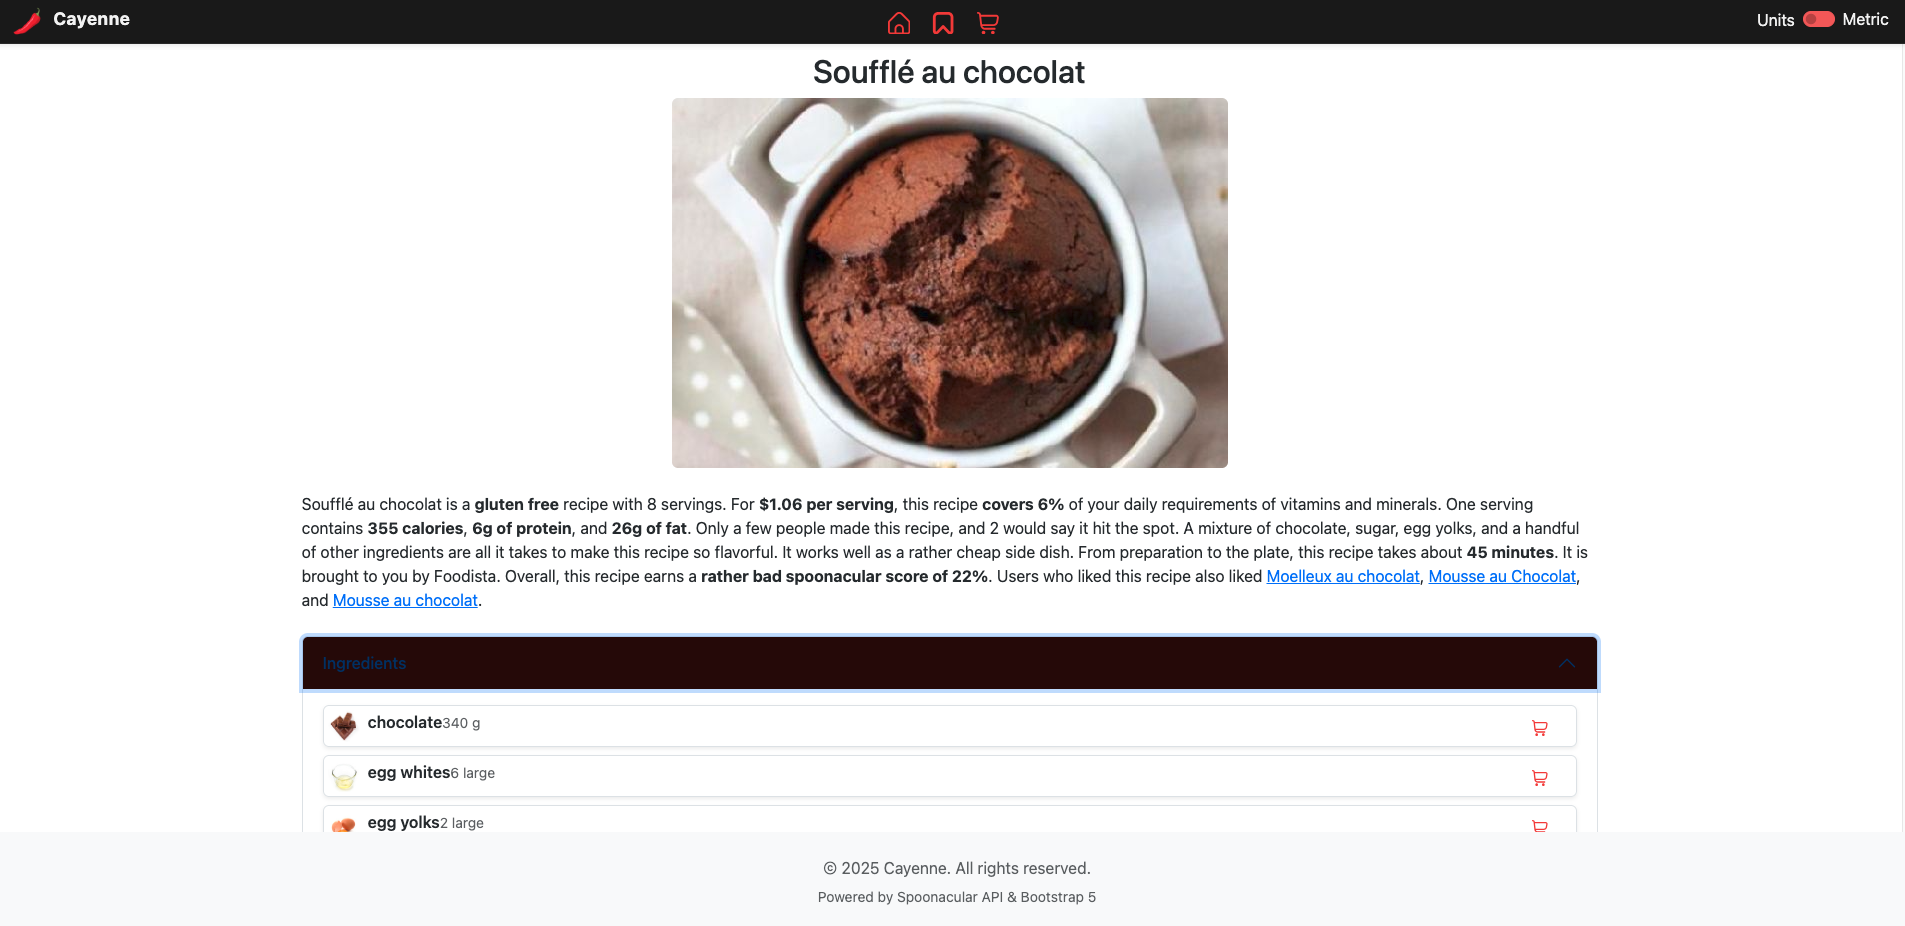 Cayenne
Units Metric
Soufflé au chocolat
Soufflé au chocolat is a gluten free recipe with 8 servings. For $1.06 per serving, this recipe covers 6% of your daily requirements of vitamins and minerals. One serving
contains 355 calories, 6g of protein, and 26g of fat. Only a few people made this recipe, and 2 would say it hit the spot. A mixture of chocolate, sugar, egg yolks, and a handful
of other ingredients are all it takes to make this recipe so flavorful. It works well as a rather cheap side dish. From preparation to the plate, this recipe takes about 45 minutes. It is
brought to you by Foodista. Overall, this recipe earns a rather bad spoonacular score of 22%. Users who liked this recipe also liked Moelleux au chocolat, Mousse au Chocolat,
and Mousse au chocolat.
Ingredients
chocolate340 g
egg whites6 large
egg yolks2 large
© 2025 Cayenne. All rights reserved.
Powered by Spoonacular API & Bootstrap 5